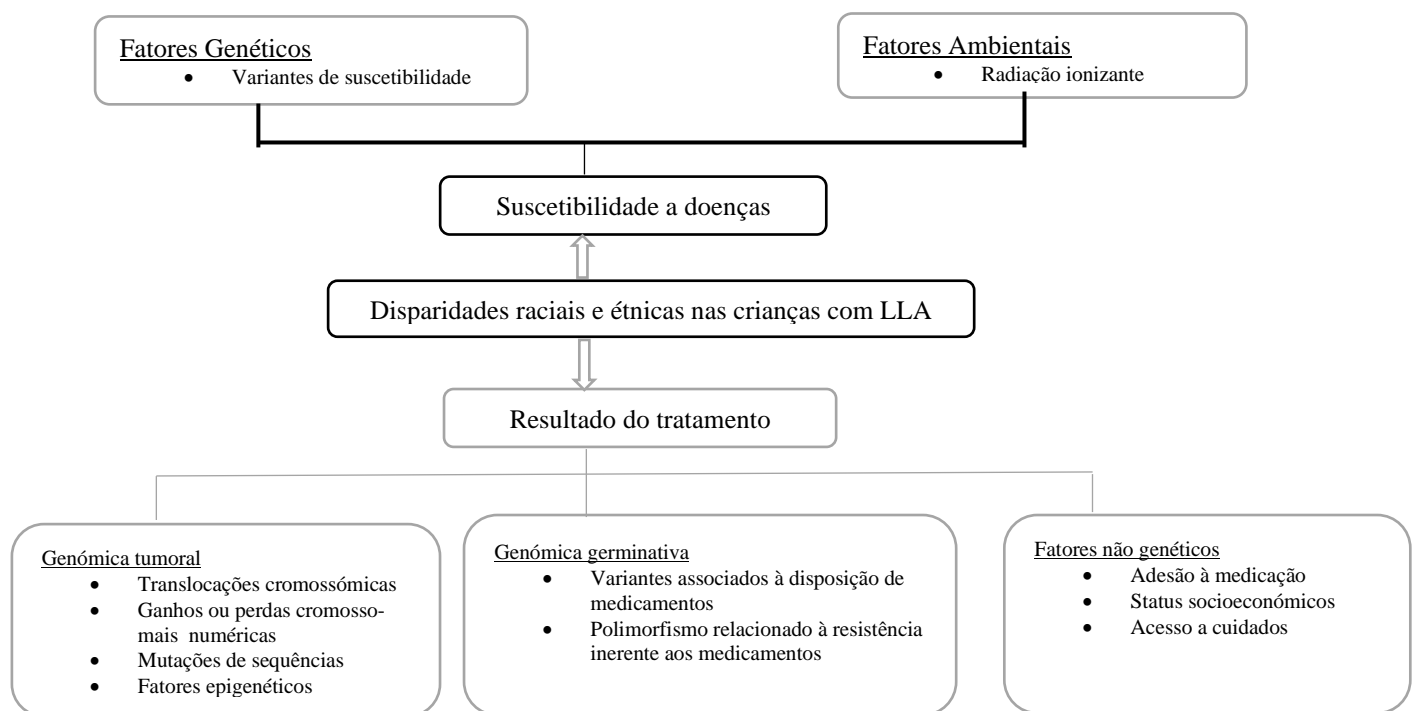 Fatores Genéticos
• Variantes de suscetibilidade
Fatores Ambientais
• Radiação ionizante
Suscetibilidade a doenças
Disparidades raciais e étnicas nas crianças com LLA
Resultado do tratamento
Genómica tumoral
• Translocações cromossómicas
• Ganhos ou perdas cromosso-
mais numéricas
• Mutações de sequências
• Fatores epigenéticos
Genómica germinativa
• Variantes associados à disposição de
medicamentos
• Polimorfismo relacionado à resistência
inerente aos medicamentos
Fatores não genéticos
• Adesão à medicação
• Status socioeconómicos
• Acesso a cuidados